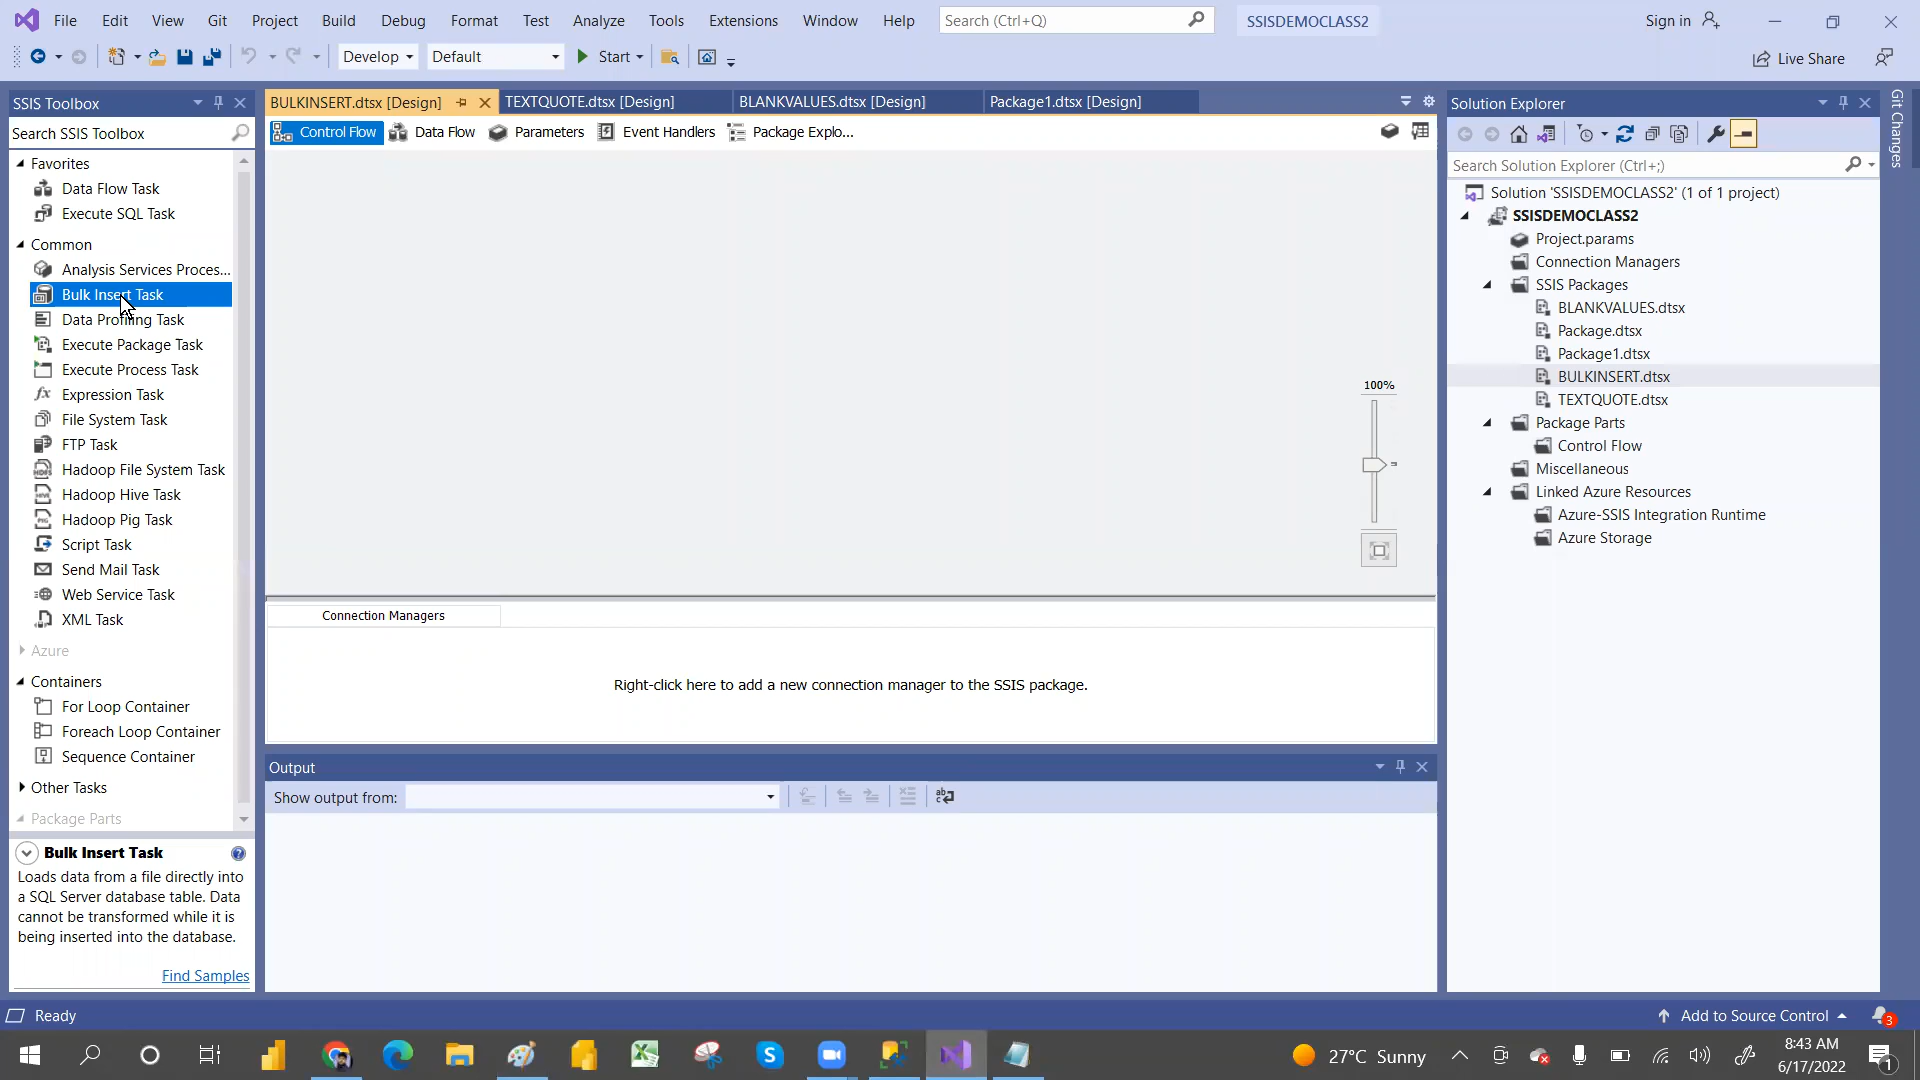 File Edit View Git Project Build Debug Format Test Analyze Tools Extensions Window Help Search (Ctrl+Q) SSISDEMOCLASS2 Sign in
Develop Default Start Live Share
SSIS Toolbox
Search SSIS Toolbox
Favorites
Data Flow Task
Execute SQL Task
Common
Analysis Services Proces...
Bulk Insert Task
Data Profiling Task
Execute Package Task
Execute Process Task
Expression Task
File System Task
FTP Task
Hadoop File System Task
Hadoop Hive Task
Hadoop Pig Task
Script Task
Send Mail Task
Web Service Task
XML Task
Azure
Containers
For Loop Container
Foreach Loop Container
Sequence Container
Other Tasks
Package Parts
Bulk Insert Task
Loads data from a file directly into
a SQL Server database table. Data
cannot be transformed while it is
being inserted into the database.
Find Samples
BULKINSERT.dtsx [Design] TEXTQUOTE.dtsx [Design] BLANKVALUES.dtsx [Design] Package1.dtsx [Design]
Control Flow Data Flow Parameters Event Handlers Package Explo...
100%
Connection Managers
Right-click here to add a new connection manager to the SSIS package.
Output
Show output from:
Solution Explorer
Search Solution Explorer (Ctrl+;)
Solution 'SSISDEMOCLASS2' (1 of 1 project)
SSISDEMOCLASS2
Project.params
Connection Managers
SSIS Packages
BLANKVALUES.dtsx
Package.dtsx
Package1.dtsx
BULKINSERT.dtsx
TEXTQUOTE.dtsx
Package Parts
Control Flow
Miscellaneous
Linked Azure Resources
Azure-SSIS Integration Runtime
Azure Storage
Git Changes
Ready
Add to Source Control 3
27°C Sunny
8:43 AM
6/17/2022
1